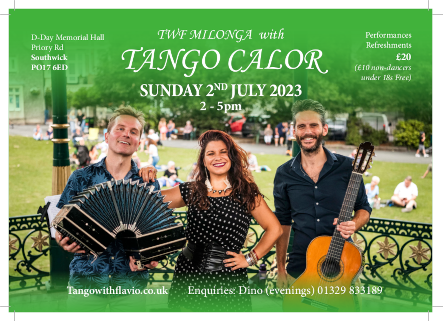 D-Day Memorial Hall
Priory Rd
Southwick
PO17 6ED
TWF MILONGA with
TANGO CALOR
SUNDAY 2ND JULY 2023
2 - 5pm
Performances
Refreshments
£20
(£10 non-dancers
under 18s Free)
Tangowithflavio.co.uk
Enquiries: Dino (evenings) 01329 833189